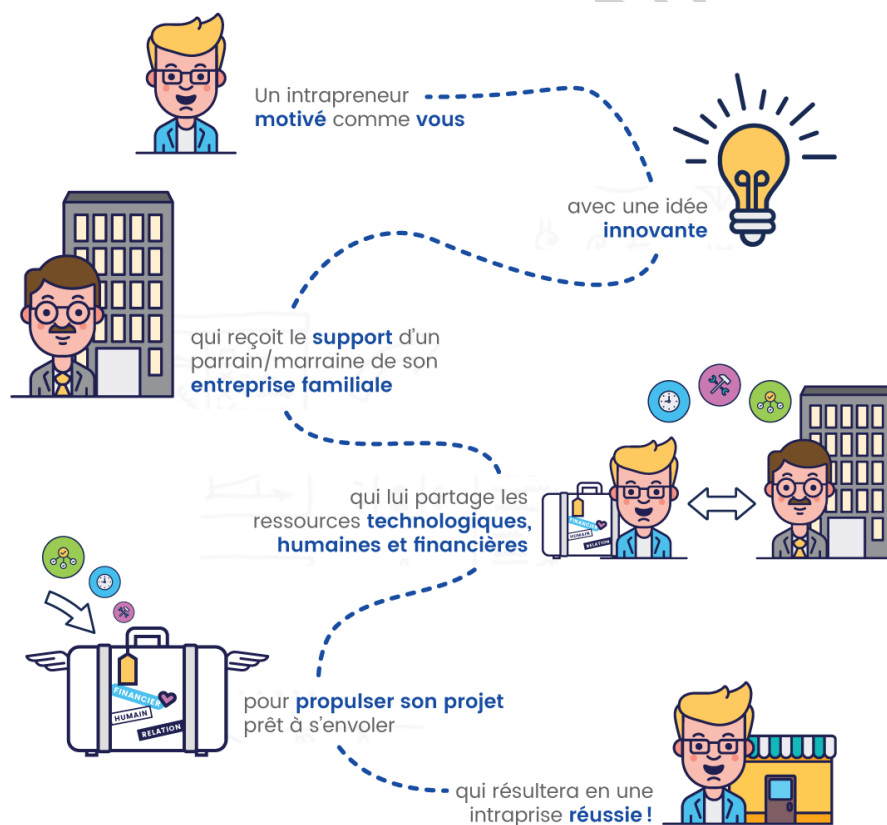 Un intrapreneur
motivé comme vous
avec une idée
innovante
qui reçoit le support d'un
parrain/marraine de son
entreprise familiale
qui lui partage les
ressources technologiques,
humaines et financières
FINANCIER
HUMAIN
RELATION
pour propulser son projet
prêt à s'envoler
FINANCIER
HUMAIN
RELATION
qui résultera en une
intraprise réussie !